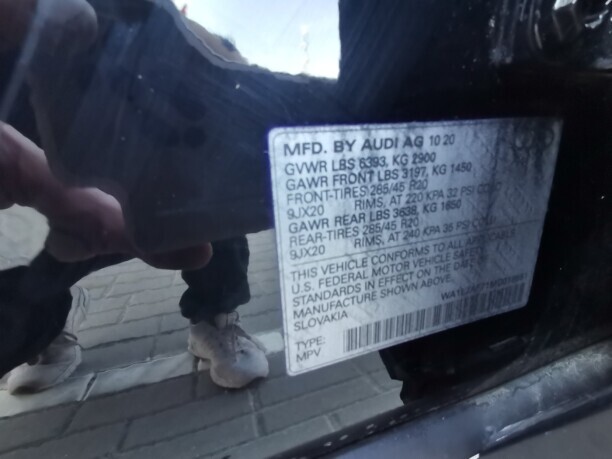 MFD. BY AUDI AG 10 20
GVWR LBS 6393, KG 2900
GAWR FRONT LBS 3197, KG 1450
FRONT-TIRES 285/45 R20
9JX20 RIMS, AT 220 KPA 32 PSI COLD
GAWR REAR LBS 3638, KG 1650
REAR-TIRES 285/45 R20
9JX20 RIMS, AT 240 KPA 35 PSI COLD
THIS VEHICLE CONFORMS TO ALL APPLICABLE
U.S. FEDERAL MOTOR VEHICLE SAFETY
STANDARDS IN EFFECT ON THE DATE
MANUFACTURE SHOWN ABOVE.
SLOVAKIA
TYPE:
MPV